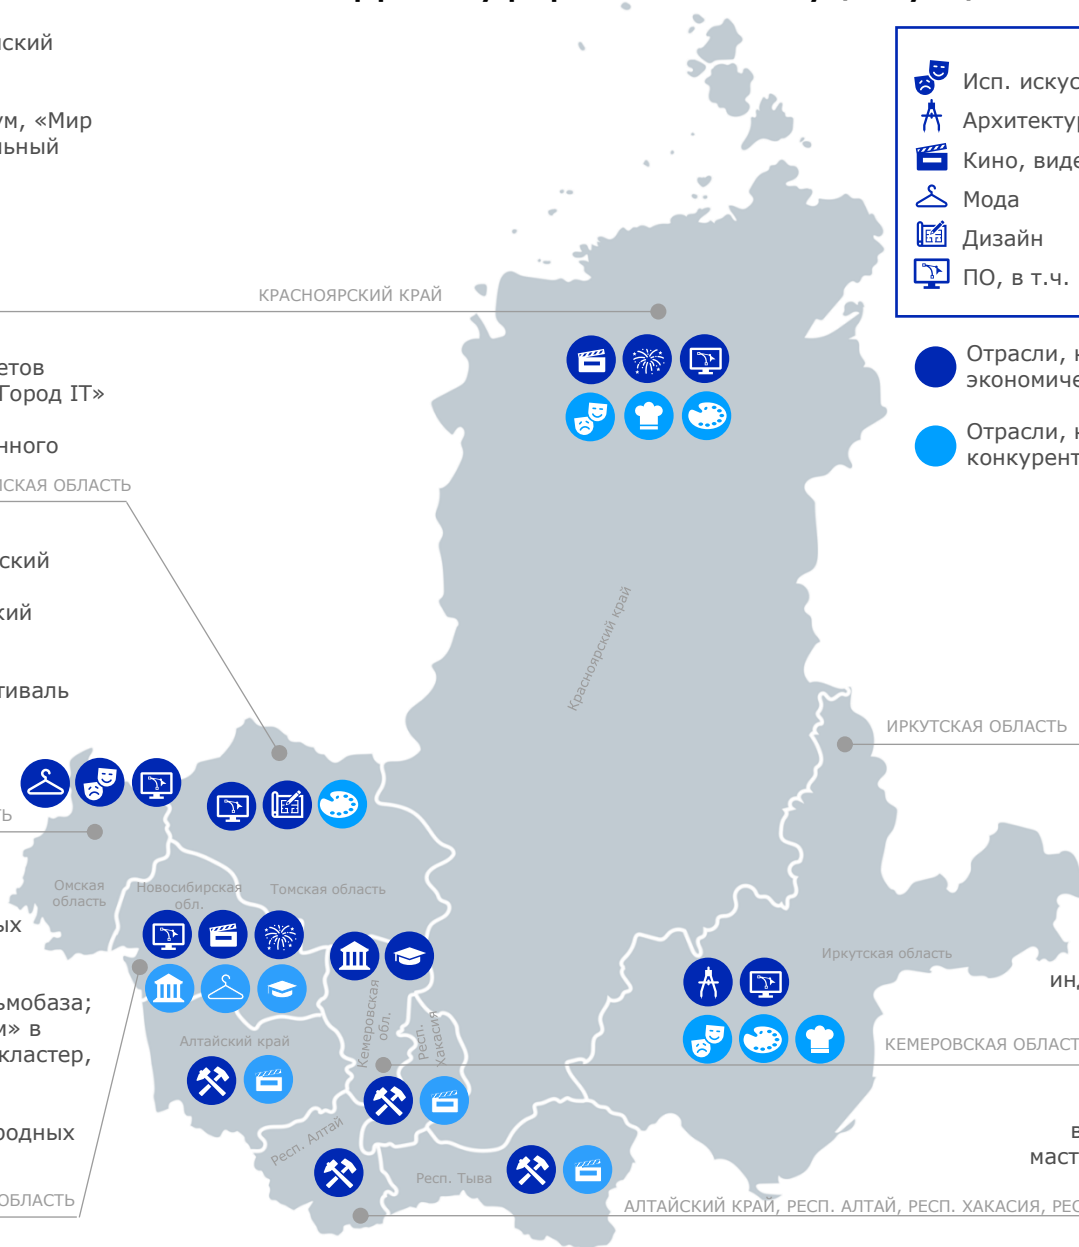 ский
ум, «Мир
льный
Исп. искус
Архитектур
Кино, виде
Мода
Дизайн
ПО, в т.ч.
КРАСНОЯРСКИЙ КРАЙ
Отрасли, н
экономиче
Отрасли, н
конкурент
етов
Город IT»
нного
СКАЯ ОБЛАСТЬ
ский
кий
тиваль
Красноярский край
ИРКУТСКАЯ ОБЛАСТЬ
Ь
Омская
область
Новосибирская
обл.
Томская область
ых
Иркутская область
инд
ьмобаза;
м» в
кластер,
Кемеровская
обл.
Респ.
Хакасия
Алтайский край
КЕМЕРОВСКАЯ ОБЛАСТ
родных
в
маст
Респ. Алтай
Респ. Тыва
ОБЛАСТЬ
АЛТАЙСКИЙ КРАЙ, РЕСП. АЛТАЙ, РЕСП. ХАКАСИЯ, РЕС